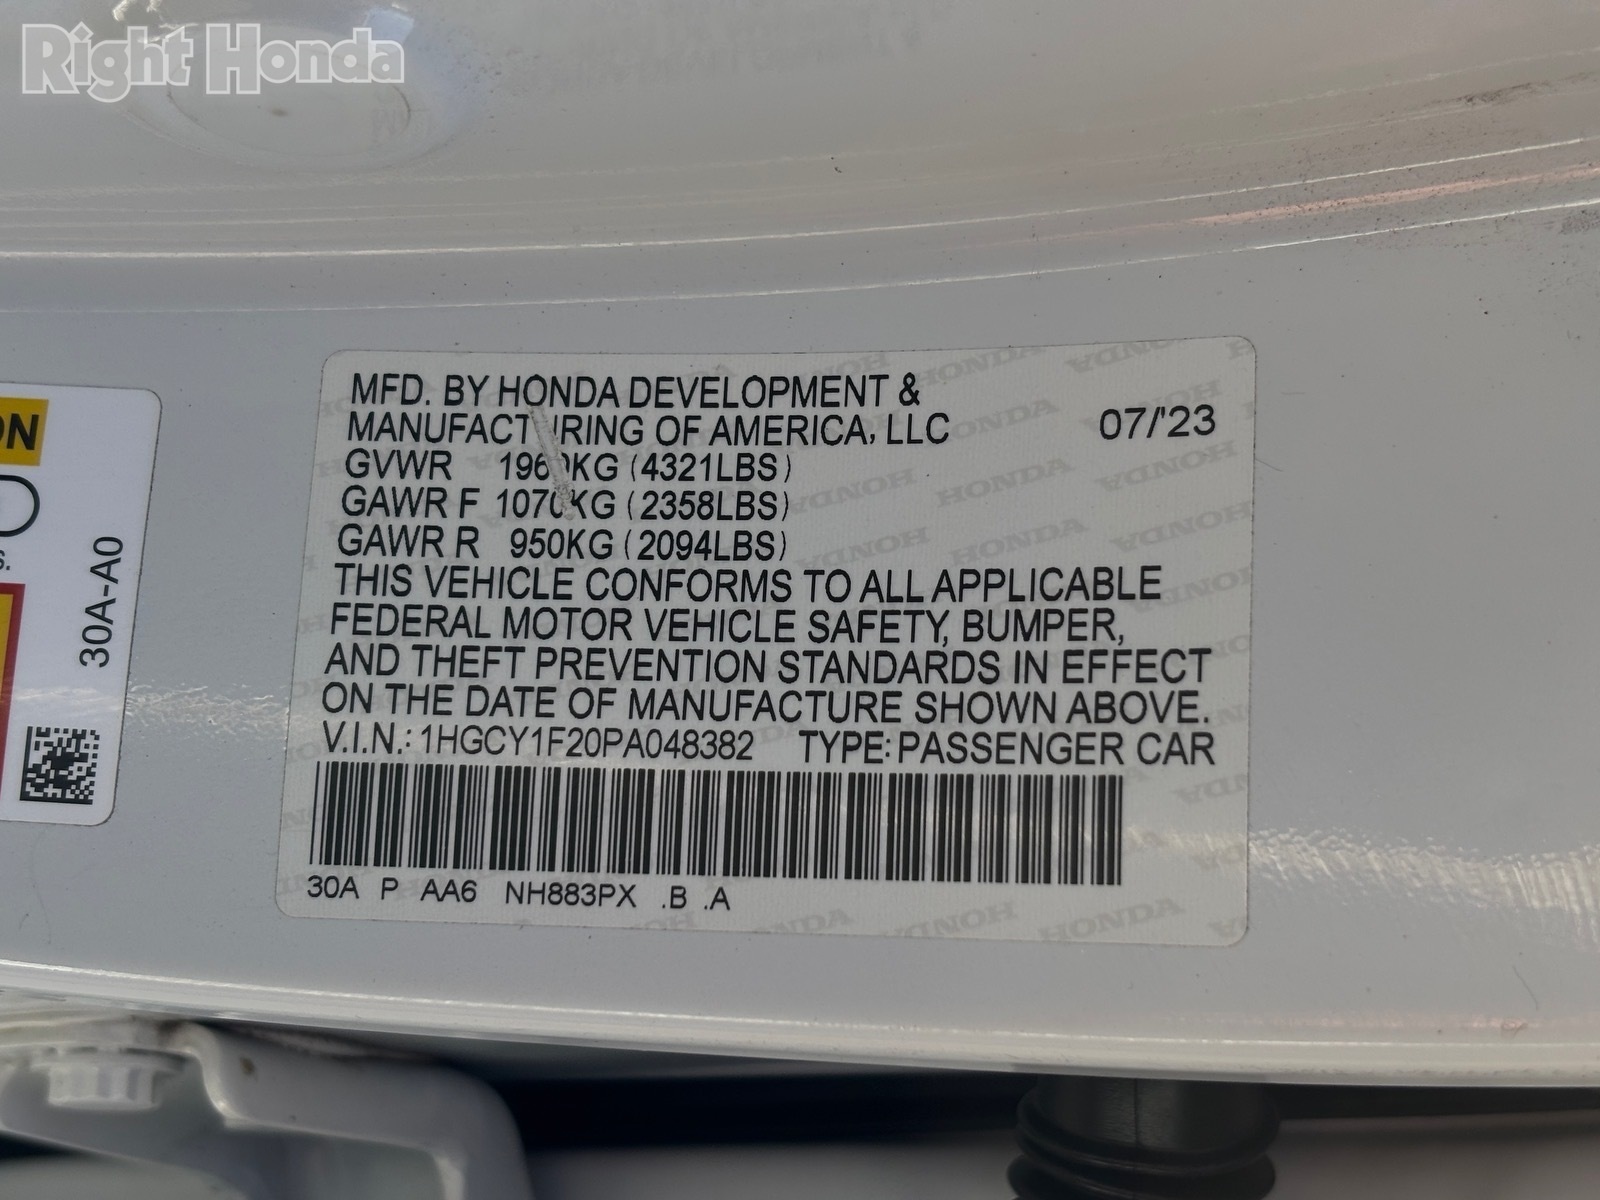 Right Honda
MFD. BY HONDA DEVELOPMENT &
MANUFACTURING OF AMERICA, LLC 07/'23
GVWR 1960KG (4321LBS)
GAWR F 1070KG (2358LBS)
GAWR R 950KG (2094LBS)
THIS VEHICLE CONFORMS TO ALL APPLICABLE
FEDERAL MOTOR VEHICLE SAFETY, BUMPER,
AND THEFT PREVENTION STANDARDS IN EFFECT
ON THE DATE OF MANUFACTURE SHOWN ABOVE.
V.I.N.: 1HGCY1F20PA048382 TYPE: PASSENGER CAR
30A P AA6 NH883PX .B .A
30A-A0